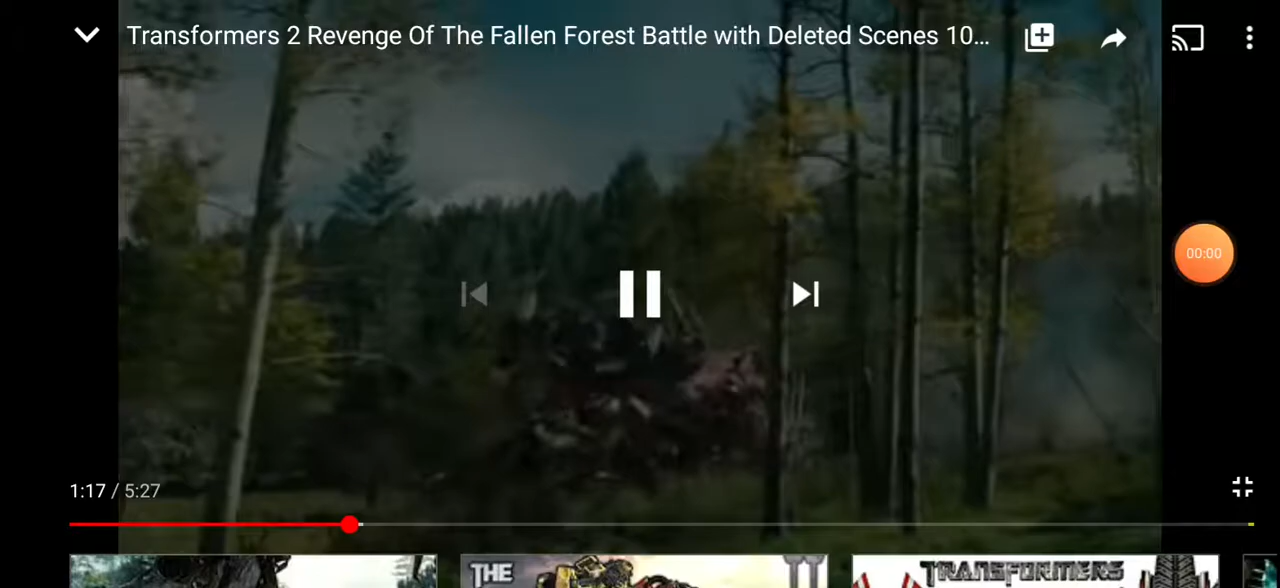 Transformers 2 Revenge Of The Fallen Forest Battle with Deleted Scenes 10...
00:00
1:17 / 5:27
THE
TRANSFORMERS